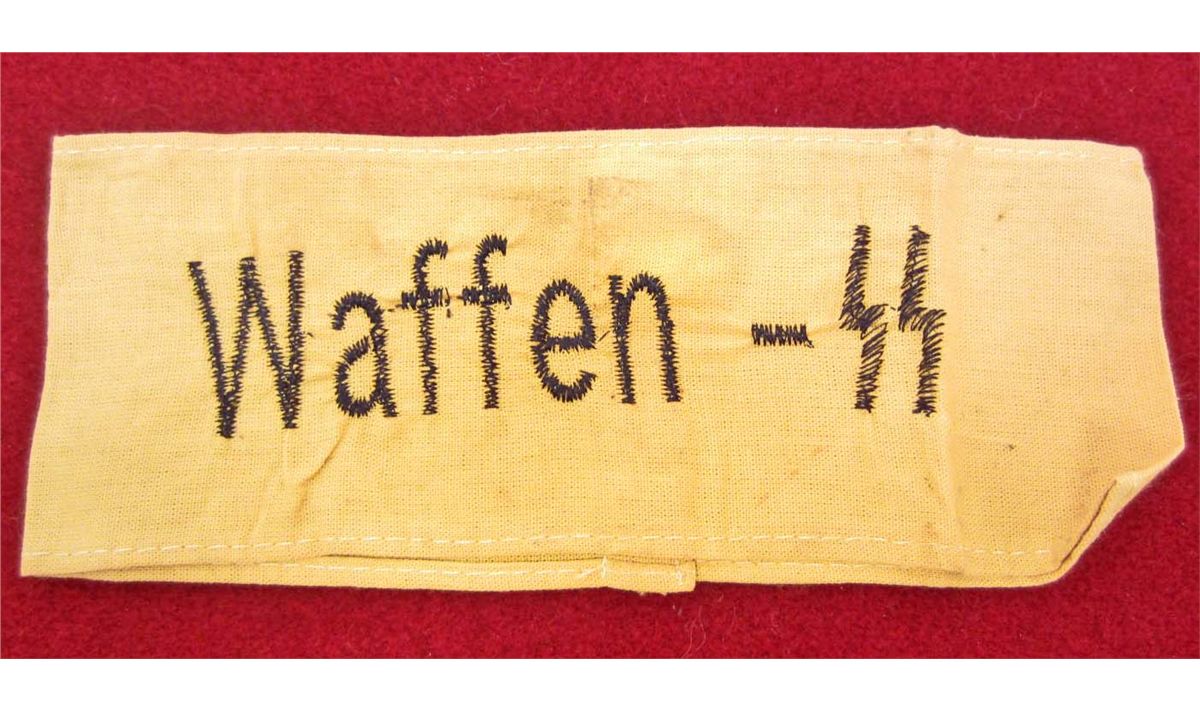 Waffen - ᛋᛋ